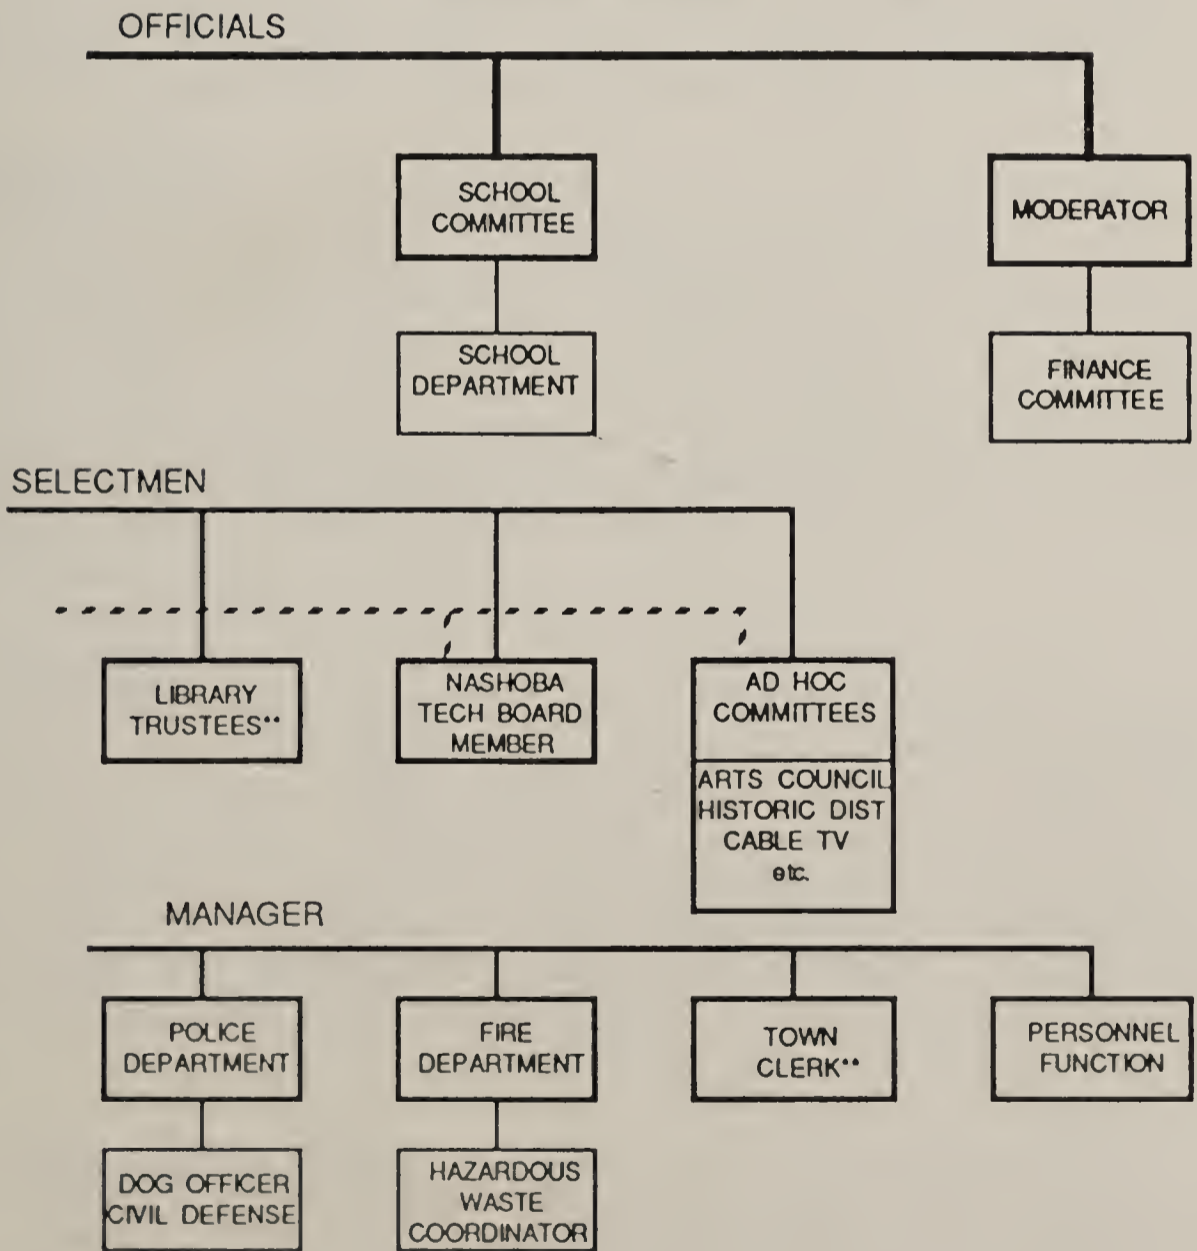 OFFICIALS
SCHOOL
COMMITTEE
MODERATOR
SCHOOL
DEPARTMENT
FINANCE
COMMITTEE
SELECTMEN
LIBRARY
TRUSTEES**
NASHOBA
TECH BOARD
MEMBER
AD HOC
COMMITTEES
ARTS COUNCIL
HISTORIC DIST
CABLE TV
etc.
MANAGER
POLICE
DEPARTMENT
FIRE
DEPARTMENT
TOWN
CLERK**
PERSONNEL
FUNCTION
DOG OFFICER
CIVIL DEFENSE
HAZARDOUS
WASTE
COORDINATOR